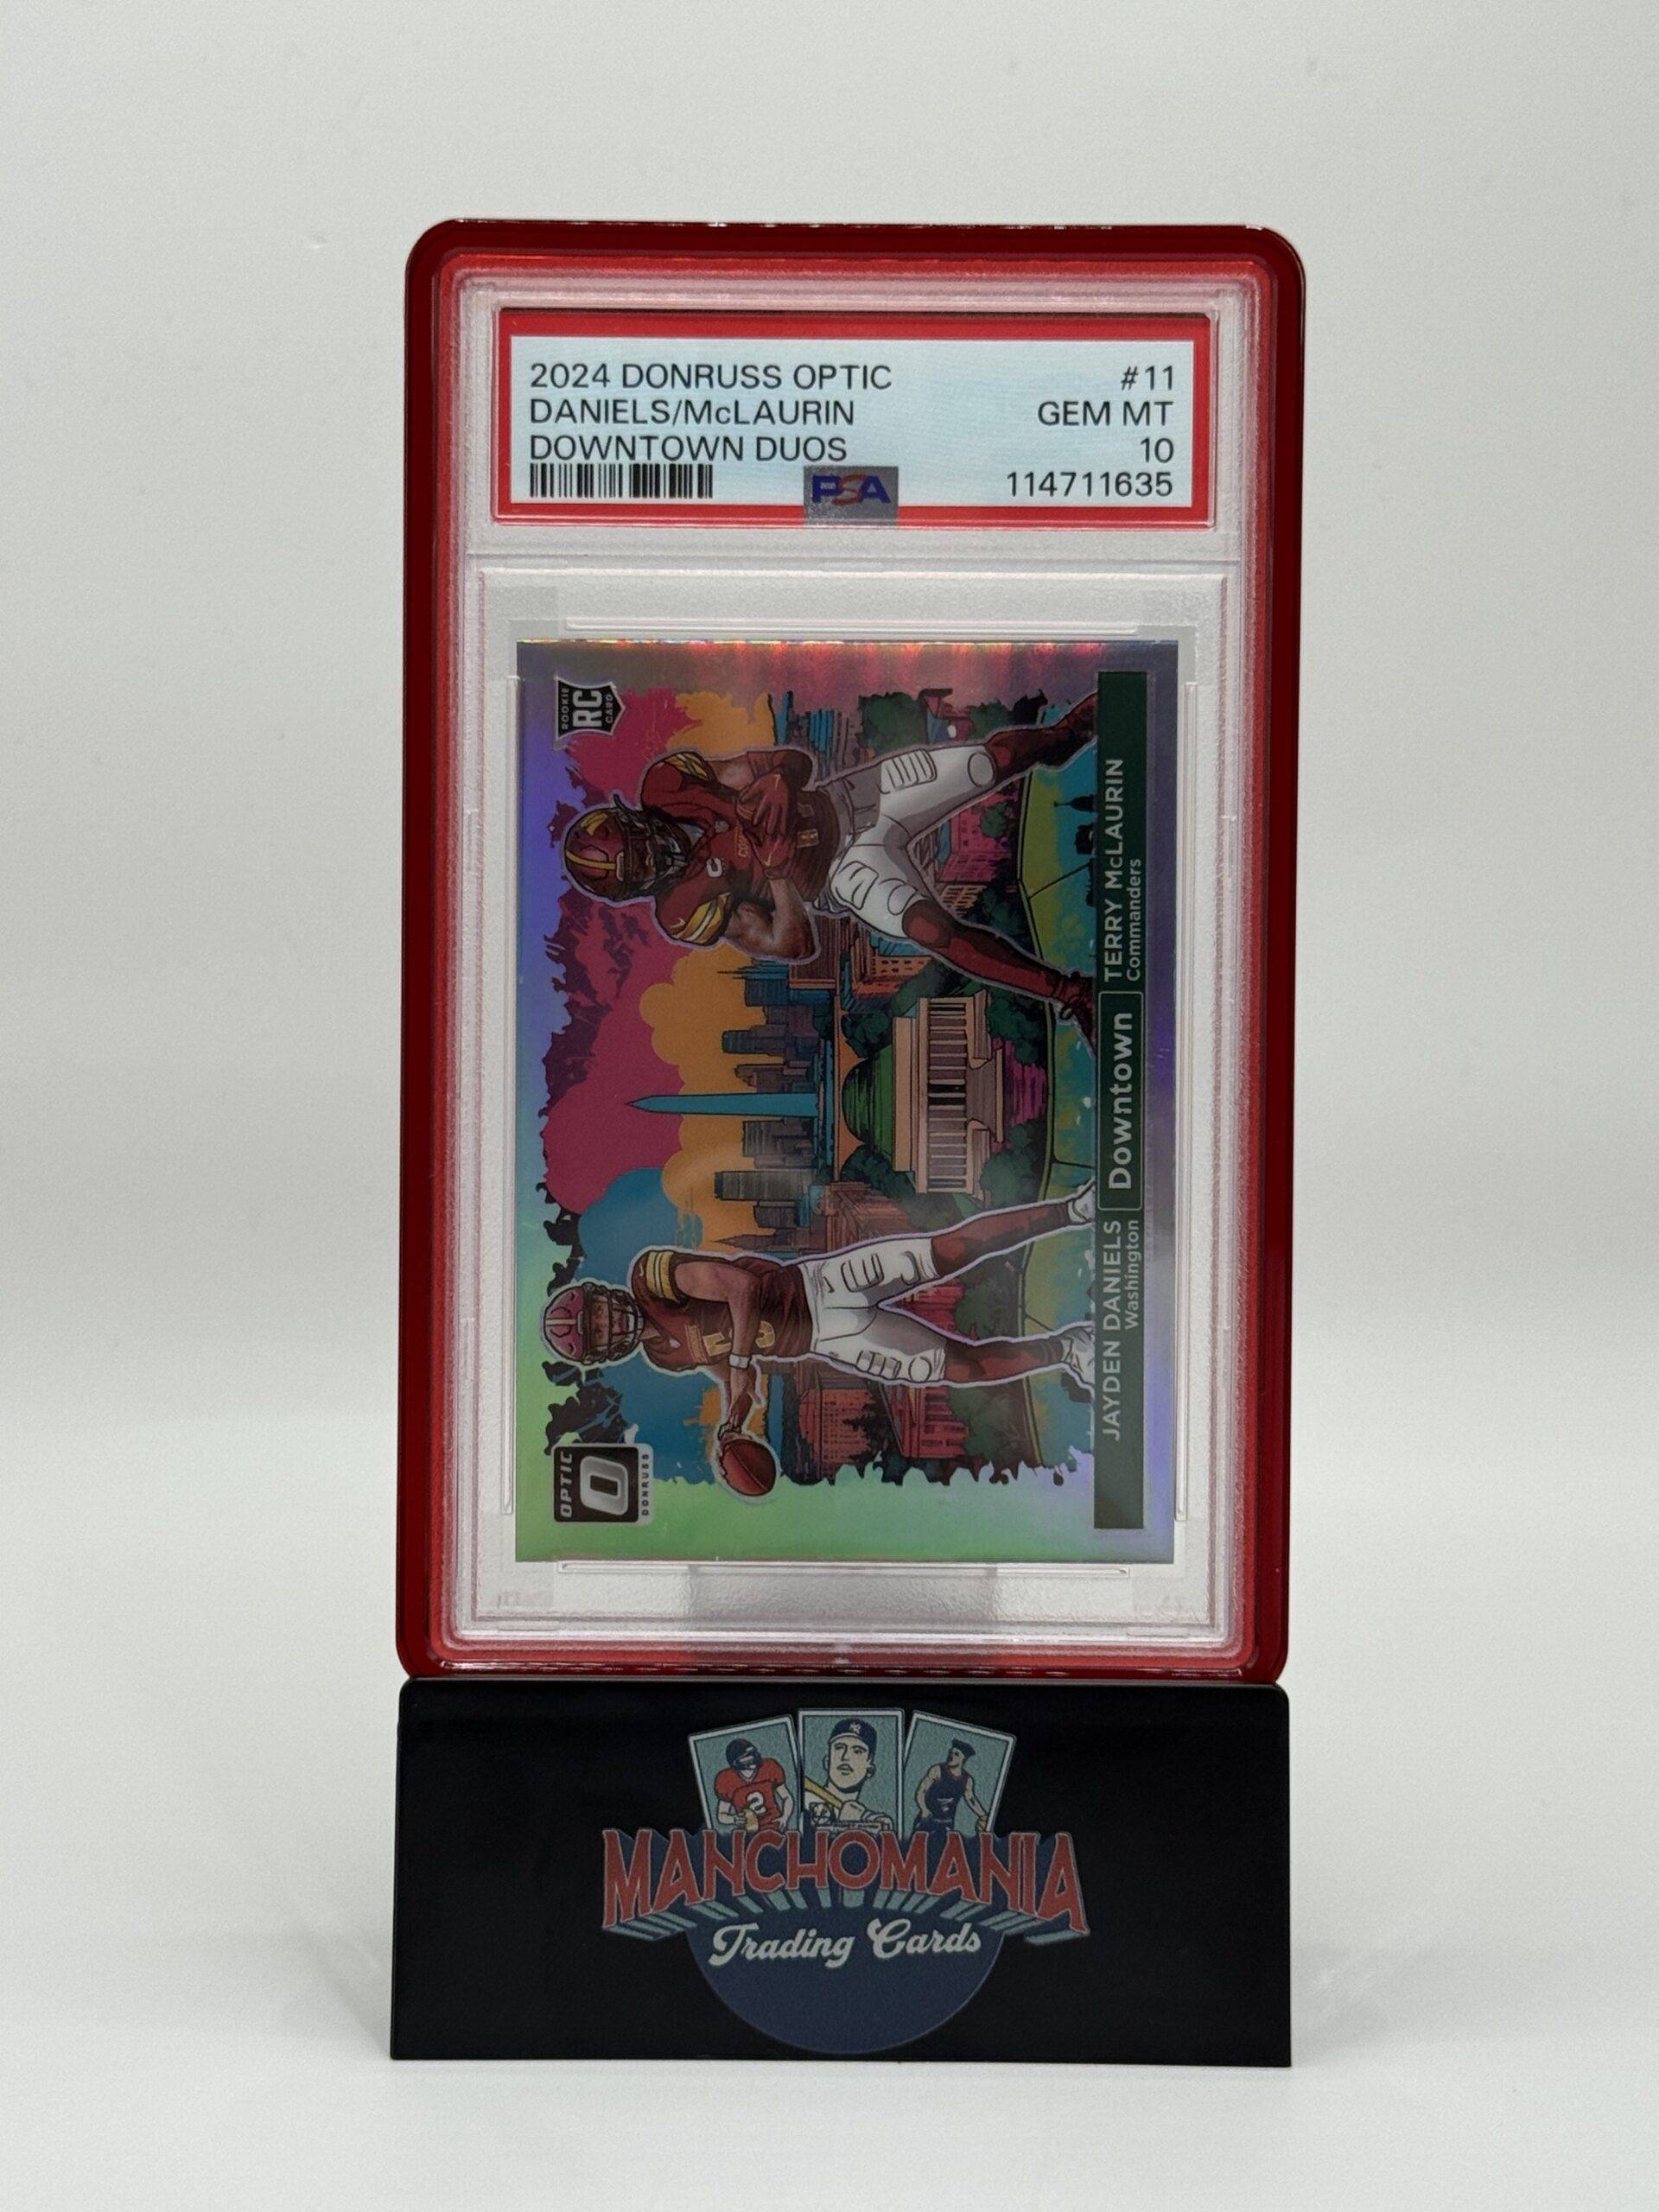 2024 DONRUSS OPTIC #11
DANIELS/McLAURIN GEM MT
DOWNTOWN DUOS 10
PSA 114711635
ROOKIE
RC
CARD
OPTIC
O
DONRUSS
JAYDEN DANIELS
Washington
Downtown
TERRY McLAURIN
Commanders
2
MANCHOMANIA
Trading Cards